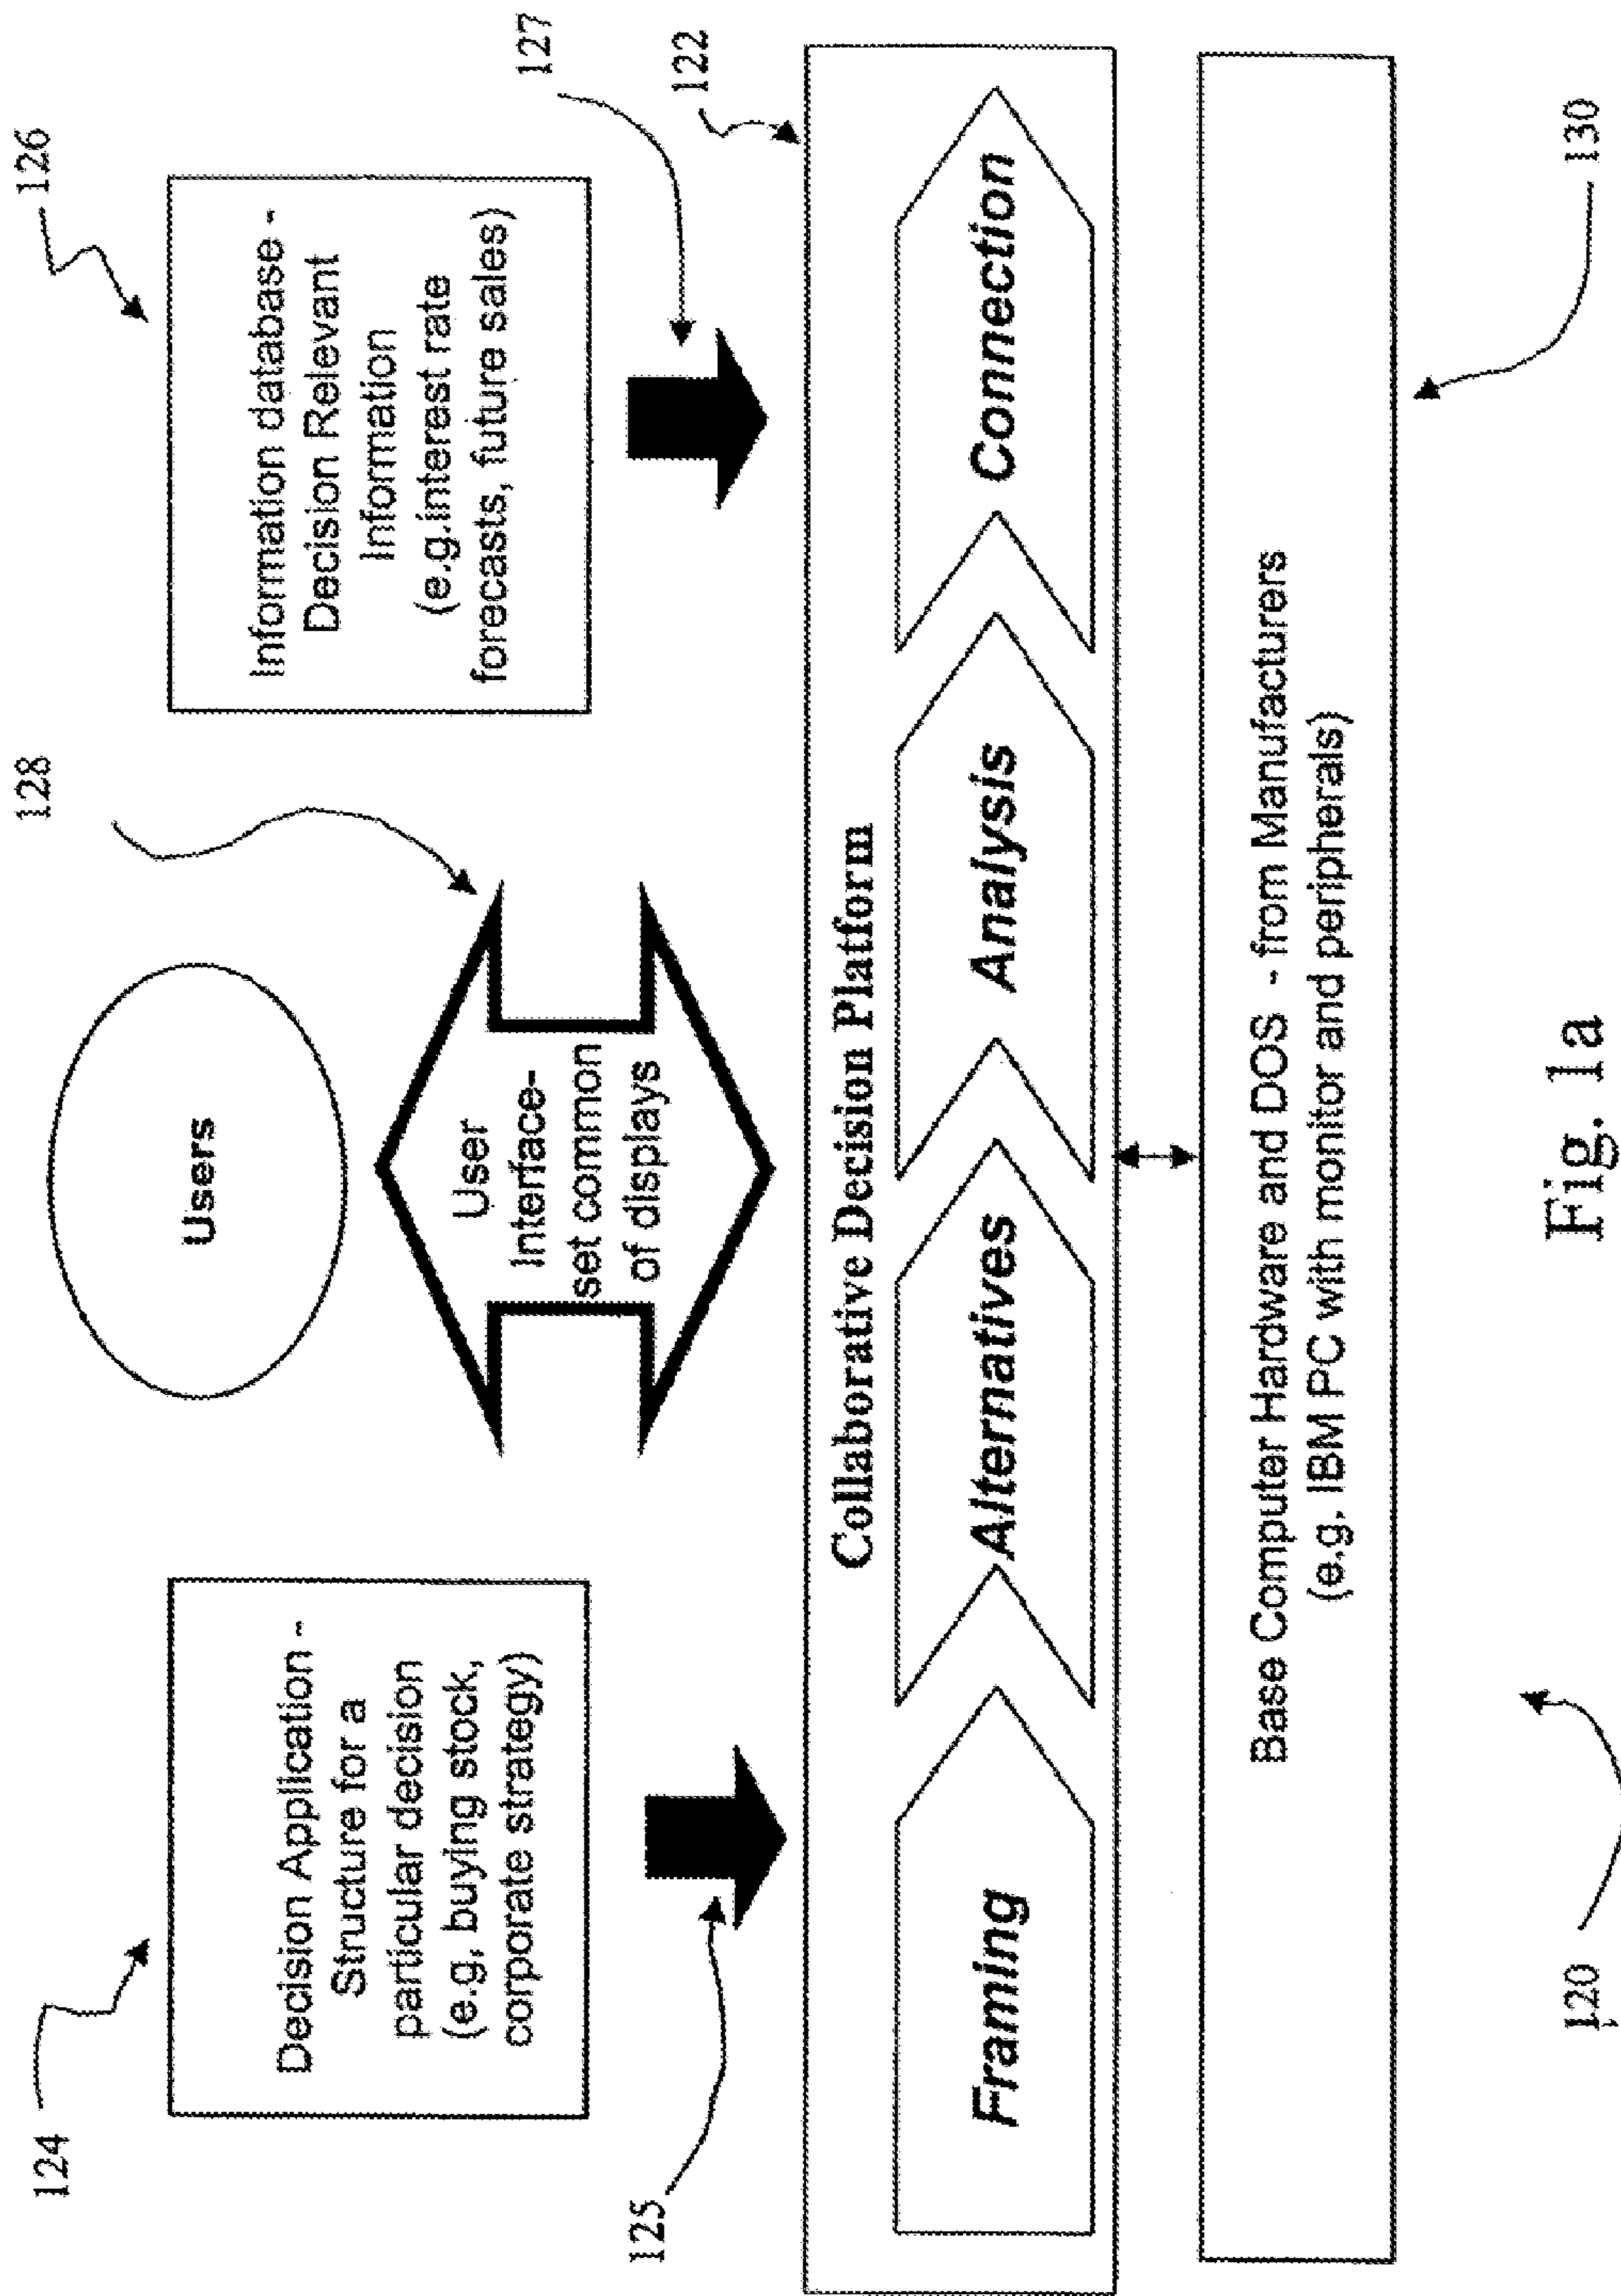 124
Decision Application -
Structure for a
particular decision
(e.g. buying stock,
corporate strategy)
125
Users
128
User
Interface-
set common
of displays
126
Information database -
Decision Relevant
Information
(e.g.interest rate
forecasts, future sales)
127
122
Collaborative Decision Platform
Framing
Alternatives
Analysis
Connection
Base Computer Hardware and DOS - from Manufacturers
(e.g. IBM PC with monitor and peripherals)
130
120
Fig. 1a